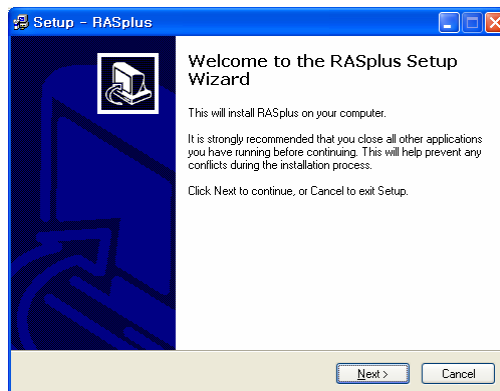 Setup - RASplus
Welcome to the RASplus Setup
Wizard
This will install RASplus on your computer.
It is strongly recommended that you close all other applications
you have running before continuing. This will help prevent any
conflicts during the installation process.
Click Next to continue, or Cancel to exit Setup.
Next > Cancel